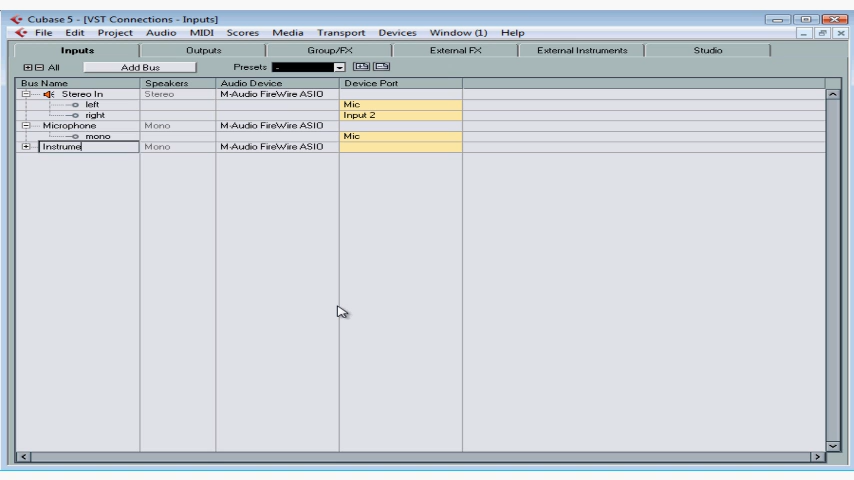 Cubase 5 - [VST Connections - Inputs]
File Edit Project Audio MIDI Scores Media Transport Devices Window (1) Help
Inputs Outputs Group/FX External FX External Instruments Studio
All Add Bus Presets -
Bus Name Speakers Audio Device Device Port
Stereo In Stereo M-Audio FireWire ASIO
left Mic
right Input 2
Microphone Mono M-Audio FireWire ASIO
mono Mic
Instrume Mono M-Audio FireWire ASIO